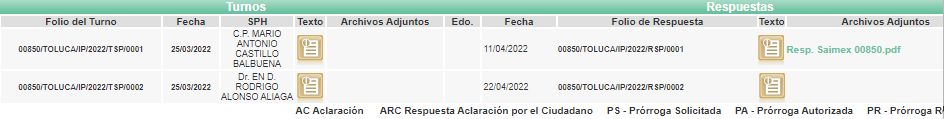 Turnos Respuestas
Folio del Turno Fecha SPH Texto Archivos Adjuntos Edo. Fecha Folio de Respuesta Texto Archivos Adjuntos
00850/TOLUCA/IP/2022/TSP/0001 25/03/2022 C.P. MARIO ANTONIO CASTILLO BALBUENA 11/04/2022 00850/TOLUCA/IP/2022/RSP/0001 Resp. Saimex 00850.pdf
00850/TOLUCA/IP/2022/TSP/0002 25/03/2022 Dr. EN D. RODRIGO ALONSO ALIAGA 22/04/2022 00850/TOLUCA/IP/2022/RSP/0002
AC Aclaración ARC Respuesta Aclaración por el Ciudadano PS - Prórroga Solicitada PA - Prórroga Autorizada PR - Prórroga